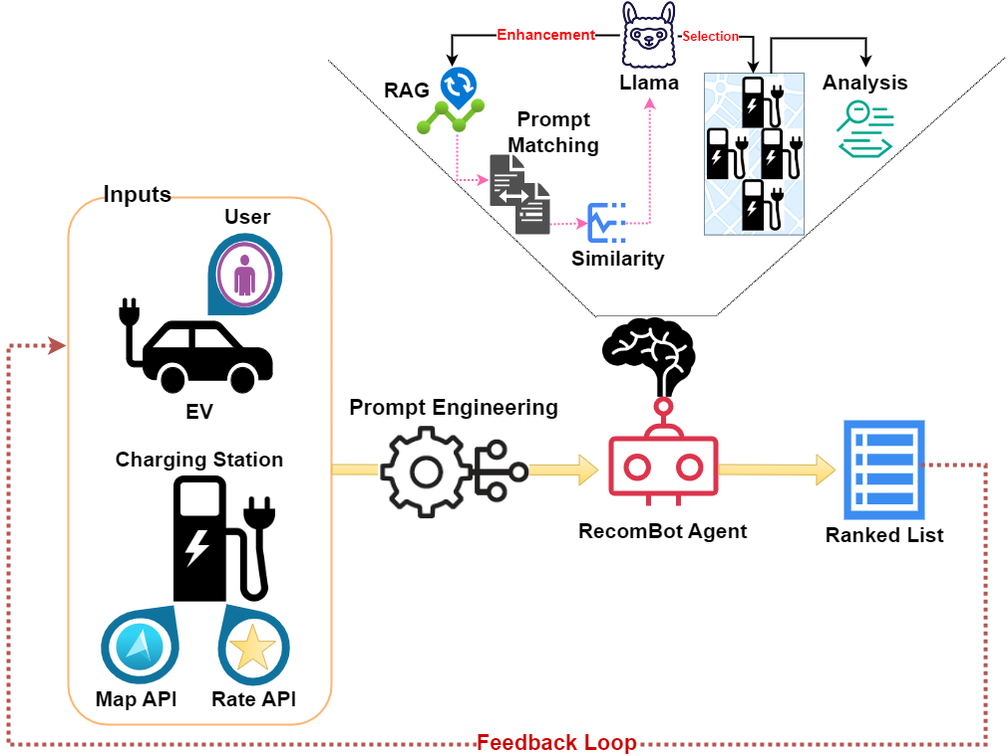 Enhancement
Selection
Llama
RAG
Analysis
Prompt
Matching
Similarity
Inputs
User
EV
Charging Station
Map API
Rate API
Prompt Engineering
RecomBot Agent
Ranked List
Feedback Loop